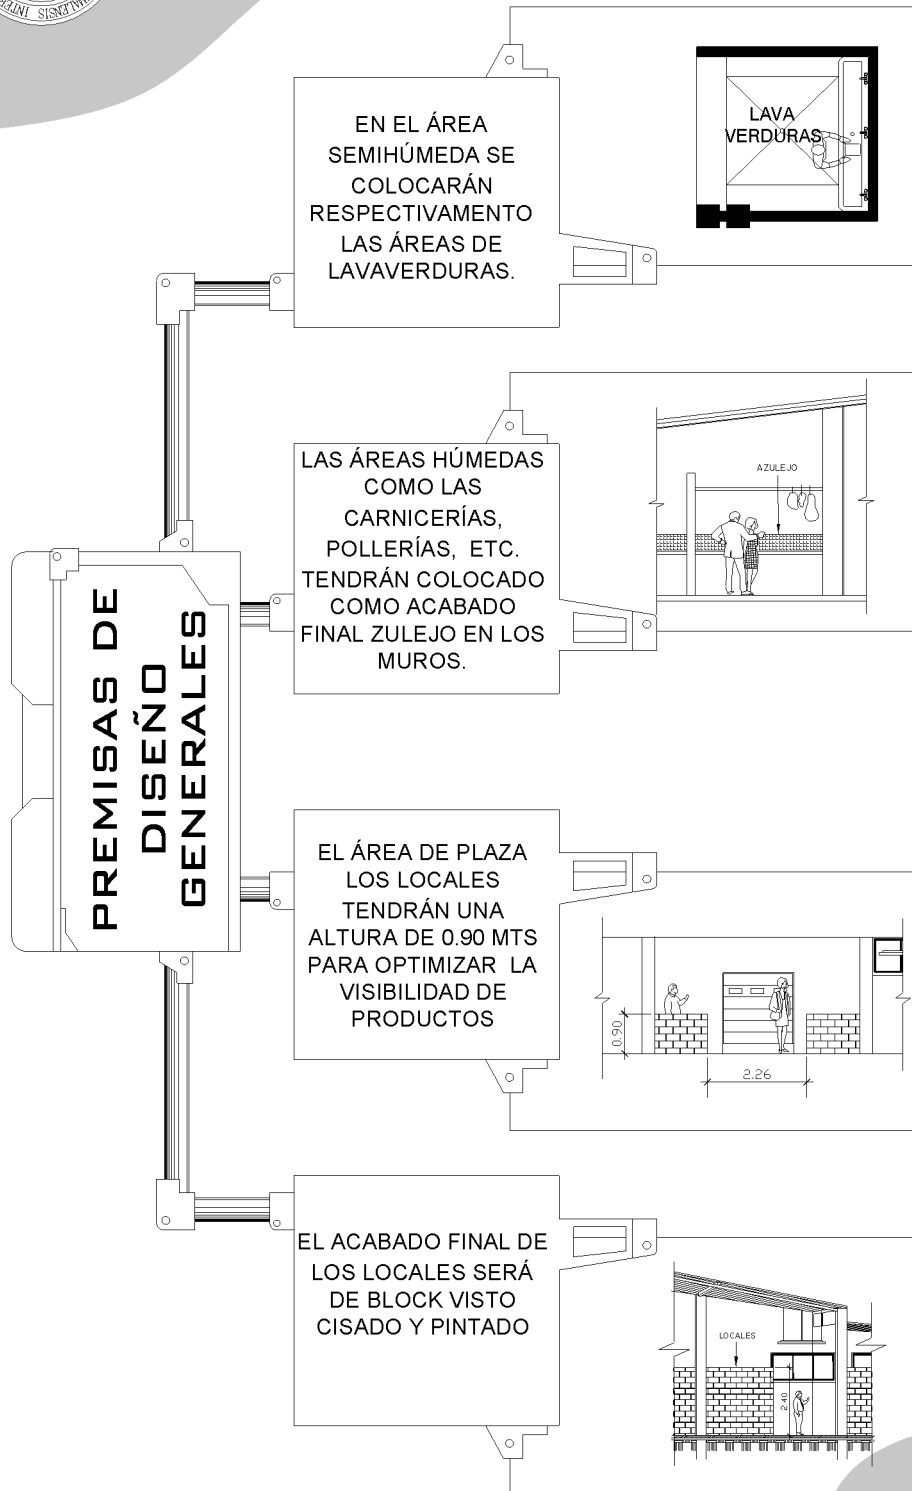 EN EL ÁREA
SEMIHÚMEDA SE
COLOCARÁN
RESPECTIVAMENTO
LAS ÁREAS DE
LAVAVERDURAS.
LAVA
VERDURAS
LAS ÁREAS HÚMEDAS
COMO LAS
CARNICERÍAS,
POLLERÍAS, ETC.
TENDRÁN COLOCADO
COMO ACABADO
FINAL ZULEJO EN LOS
MUROS.
AZULEJO
PREMISAS DE
DISEÑO
GENERALES
EL ÁREA DE PLAZA
LOS LOCALES
TENDRÁN UNA
ALTURA DE 0.90 MTS
PARA OPTIMIZAR LA
VISIBILIDAD DE
PRODUCTOS
0.90
2.26
EL ACABADO FINAL DE
LOS LOCALES SERÁ
DE BLOCK VISTO
CISADO Y PINTADO
LOCALES
2.40